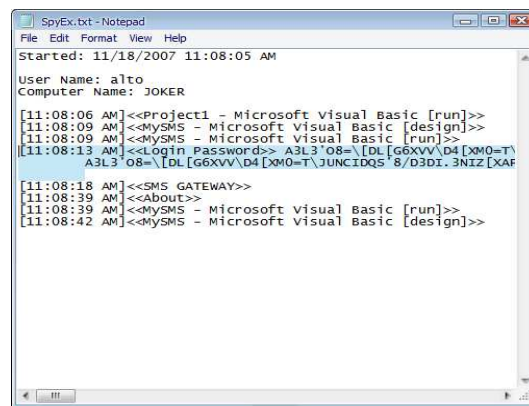 SpyEx.txt - Notepad
File Edit Format View Help
Started: 11/18/2007 11:08:05 AM
User Name: alto
Computer Name: JOKER
[11:08:06 AM]<<Project1 - Microsoft Visual Basic [run]>>
[11:08:09 AM]<<MySMS - Microsoft Visual Basic [design]>>
[11:08:09 AM]<<MySMS - Microsoft Visual Basic [run]>>
[11:08:13 AM]<<Login Password>> A3L3'O8=\[DL[G6XVV\D4[XM0=T\
A3L3'O8=\[DL[G6XVV\D4[XM0=T\JUNCIDQS'8/D3DI.3NIZ[XAF
[11:08:18 AM]<<SMS GATEWAY>>
[11:08:39 AM]<<About>>
[11:08:39 AM]<<MySMS - Microsoft Visual Basic [run]>>
[11:08:42 AM]<<MySMS - Microsoft Visual Basic [design]>>